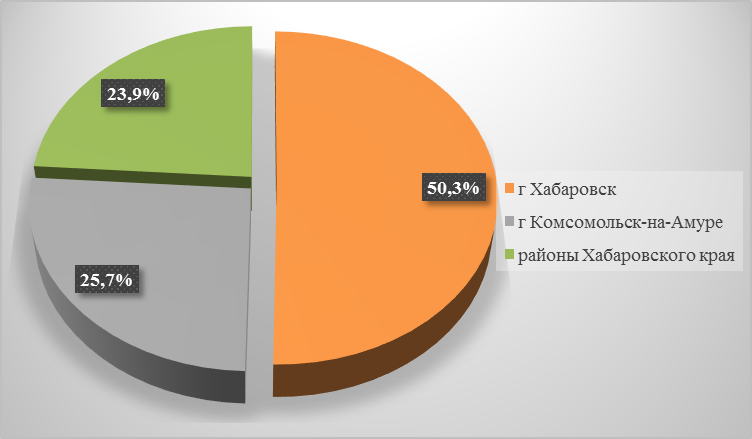 23,9%
50,3%
25,7%
г Хабаровск
г Комсомольск-на-Амуре
районы Хабаровского края